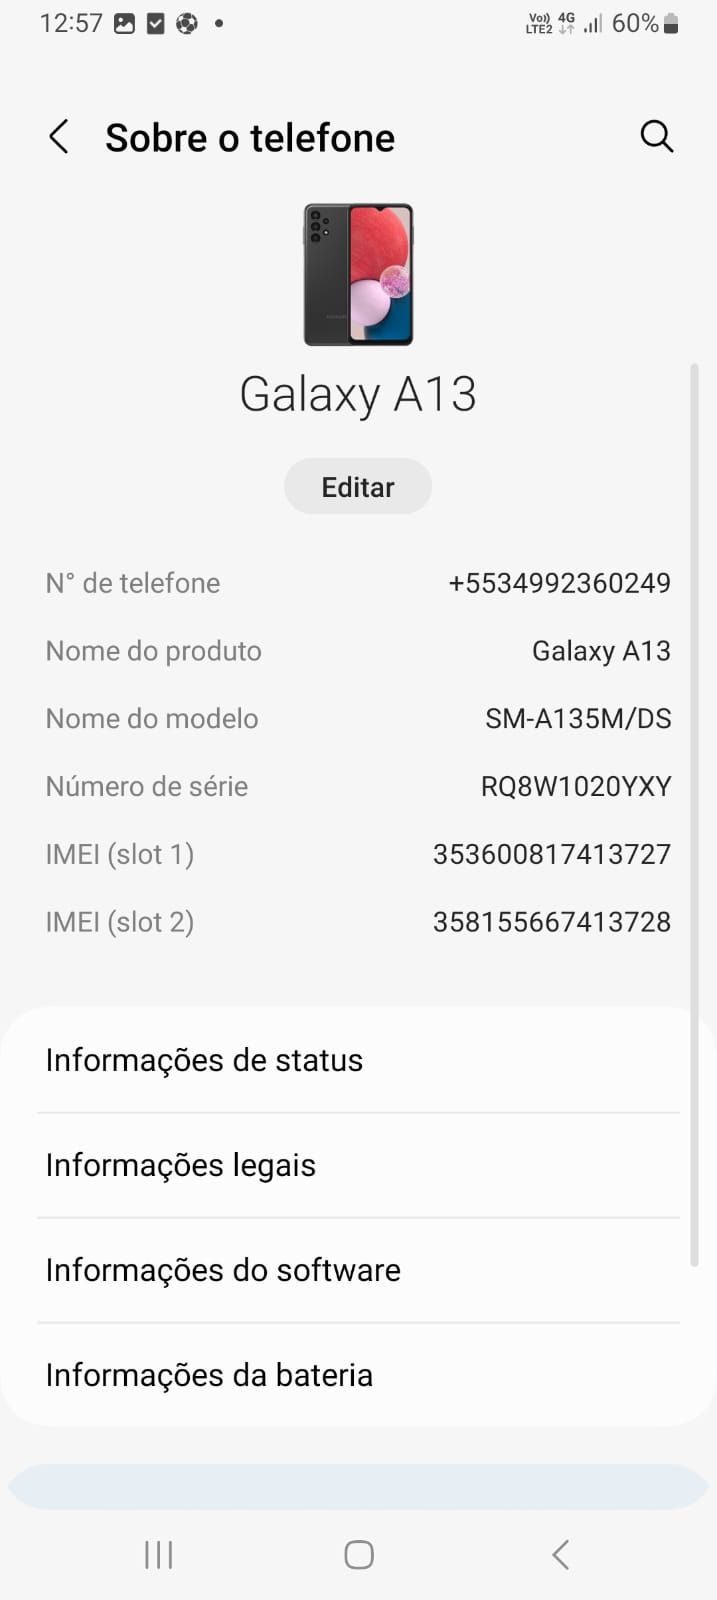 12:57 Vo)) 4G 60%
LTE2
Sobre o telefone
Galaxy A13
Editar
N° de telefone +5534992360249
Nome do produto Galaxy A13
Nome do modelo SM-A135M/DS
Número de série RQ8W1020YXY
IMEI (slot 1) 353600817413727
IMEI (slot 2) 358155667413728
Informações de status
Informações legais
Informações do software
Informações da bateria